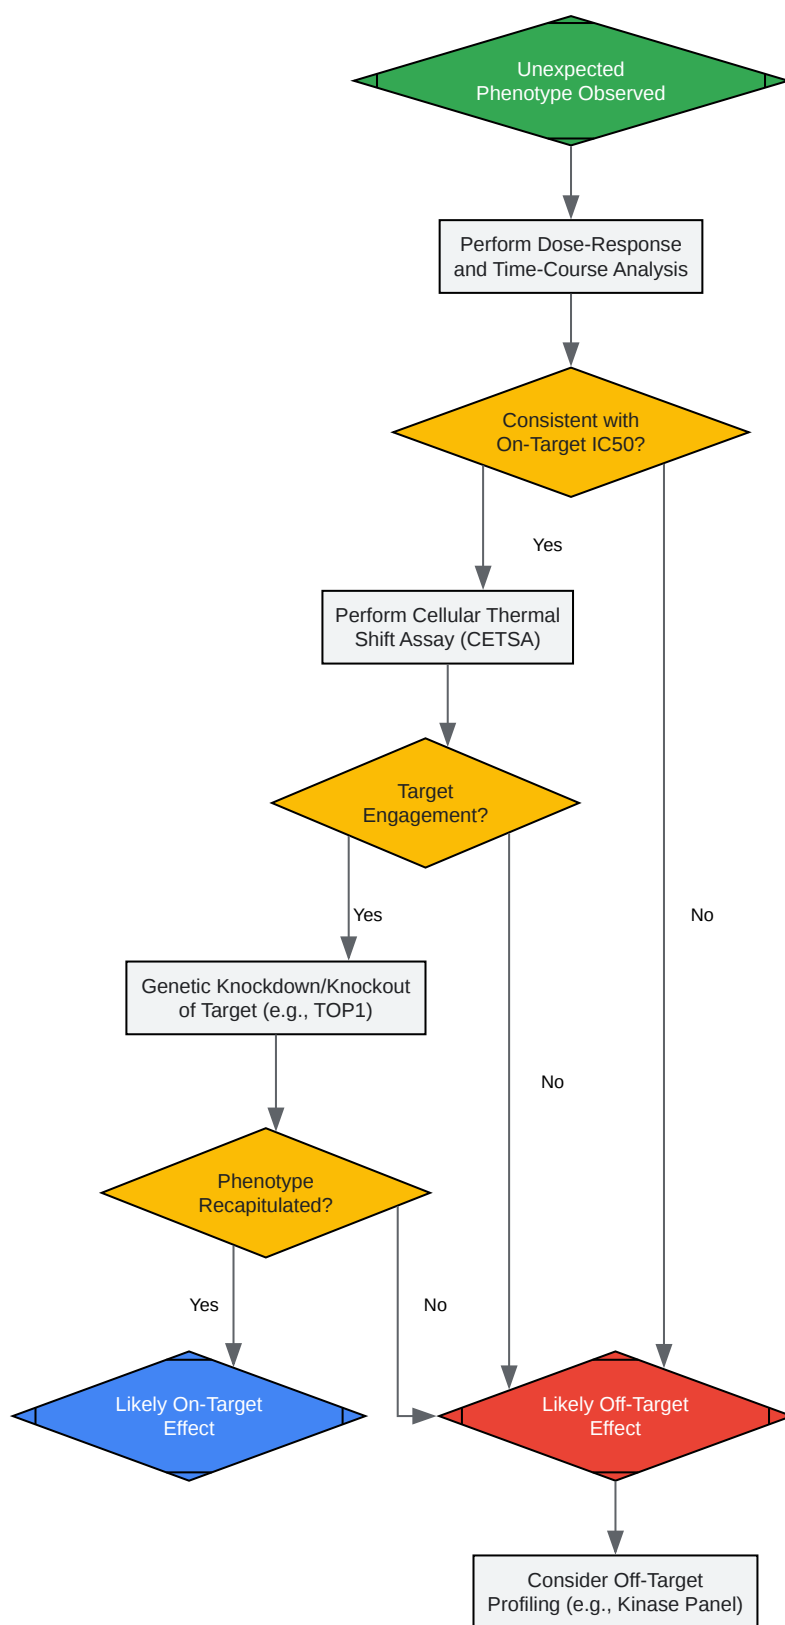 Unexpected
Phenotype Observed
Perform Dose-Response
and Time-Course Analysis
Consistent with
On-Target IC50?
Yes
Perform Cellular Thermal
Shift Assay (CETSA)
Target
Engagement?
Yes
No
Genetic Knockdown/Knockout
of Target (e.g., TOP1)
No
Phenotype
Recapitulated?
Yes
No
Likely On-Target
Effect
Likely Off-Target
Effect
Consider Off-Target
Profiling (e.g., Kinase Panel)